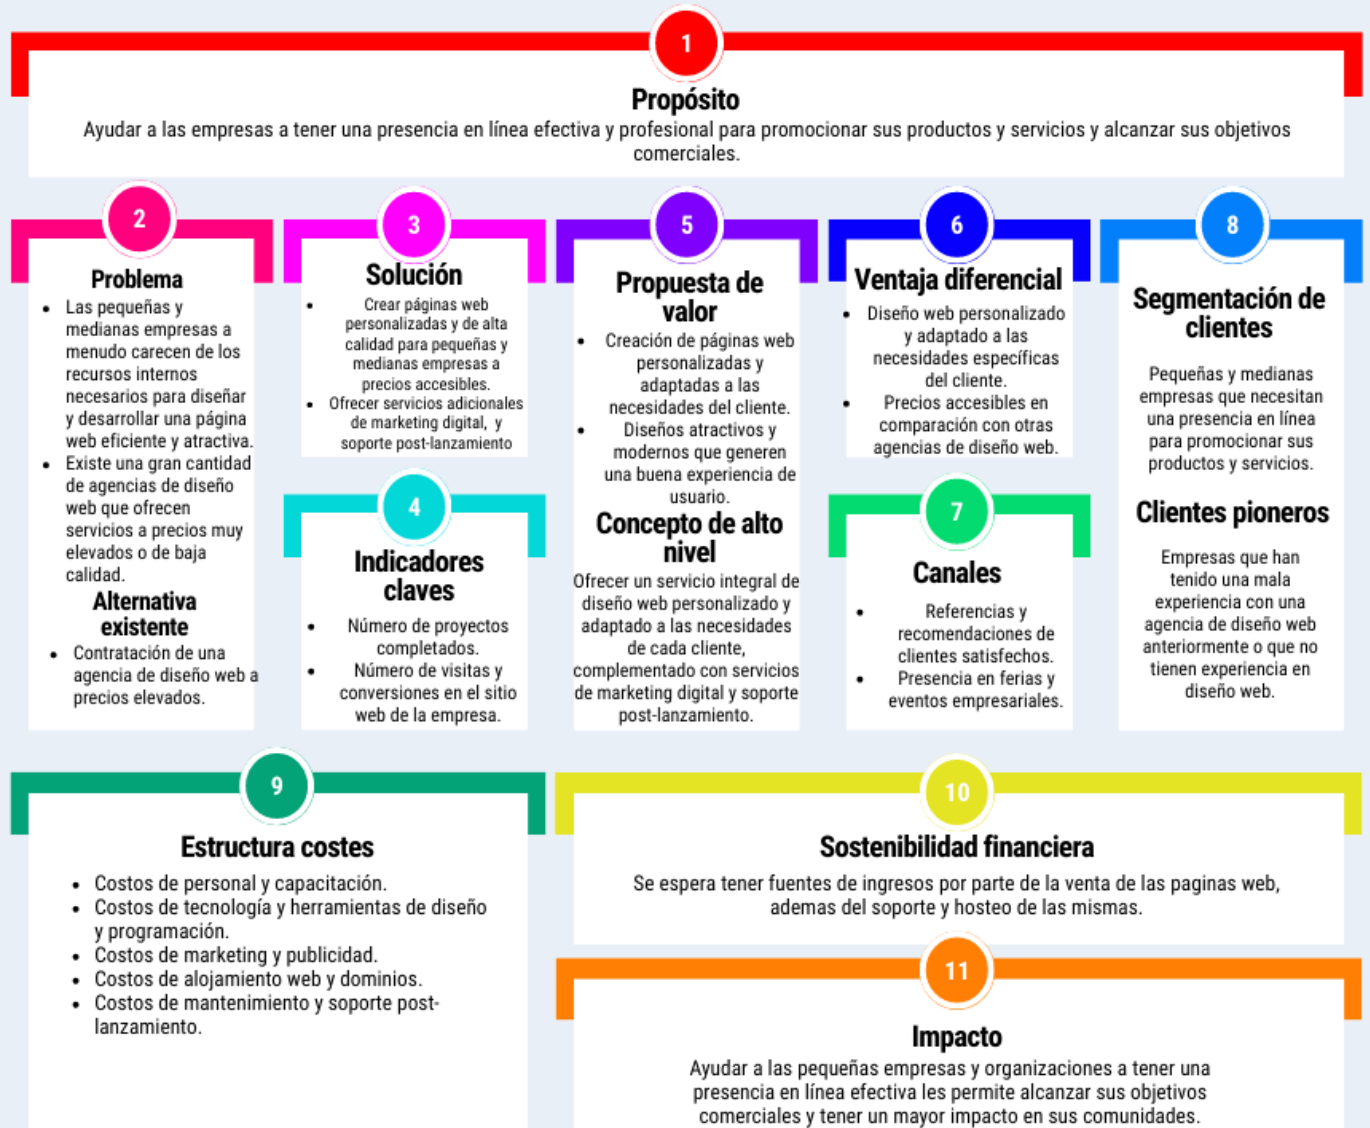 1
Propósito
Ayudar a las empresas a tener una presencia en línea efectiva y profesional para promocionar sus productos y servicios y alcanzar sus objetivos
comerciales.
2
Problema
• Las pequeñas y
medianas empresas a
menudo carecen de los
recursos internos
necesarios para diseñar
y desarrollar una página
web eficiente y atractiva.
• Existe una gran cantidad
de agencias de diseño
web que ofrecen
servicios a precios muy
elevados o de baja
calidad.
Alternativa
existente
• Contratación de una
agencia de diseño web a
precios elevados.
3
Solución
• Crear páginas web
personalizadas y de alta
calidad para pequeñas y
medianas empresas a
precios accesibles.
• Ofrecer servicios adicionales
de marketing digital, y
soporte post-lanzamiento
4
Indicadores
claves
• Número de proyectos
completados.
• Número de visitas y
conversiones en el sitio
web de la empresa.
5
Propuesta de
valor
• Creación de páginas web
personalizadas y
adaptadas a las
necesidades del cliente.
• Diseños atractivos y
modernos que generen
una buena experiencia de
usuario.
Concepto de alto
nivel
Ofrecer un servicio integral de
diseño web personalizado y
adaptado a las necesidades
de cada cliente,
complementado con servicios
de marketing digital y soporte
post-lanzamiento.
6
Ventaja diferencial
• Diseño web personalizado
y adaptado a las
necesidades específicas
del cliente.
• Precios accesibles en
comparación con otras
agencias de diseño web.
7
Canales
• Referencias y
recomendaciones de
clientes satisfechos.
• Presencia en ferias y
eventos empresariales.
8
Segmentación de
clientes
Pequeñas y medianas
empresas que necesitan
una presencia en línea
para promocionar sus
productos y servicios.
Clientes pioneros
Empresas que han
tenido una mala
experiencia con una
agencia de diseño web
anteriormente o que no
tienen experiencia en
diseño web.
9
Estructura costes
• Costos de personal y capacitación.
• Costos de tecnología y herramientas de diseño
y programación.
• Costos de marketing y publicidad.
• Costos de alojamiento web y dominios.
• Costos de mantenimiento y soporte post-
lanzamiento.
10
Sostenibilidad financiera
Se espera tener fuentes de ingresos por parte de la venta de las paginas web,
ademas del soporte y hosteo de las mismas.
11
Impacto
Ayudar a las pequeñas empresas y organizaciones a tener una
presencia en línea efectiva les permite alcanzar sus objetivos
comerciales y tener un mayor impacto en sus comunidades.